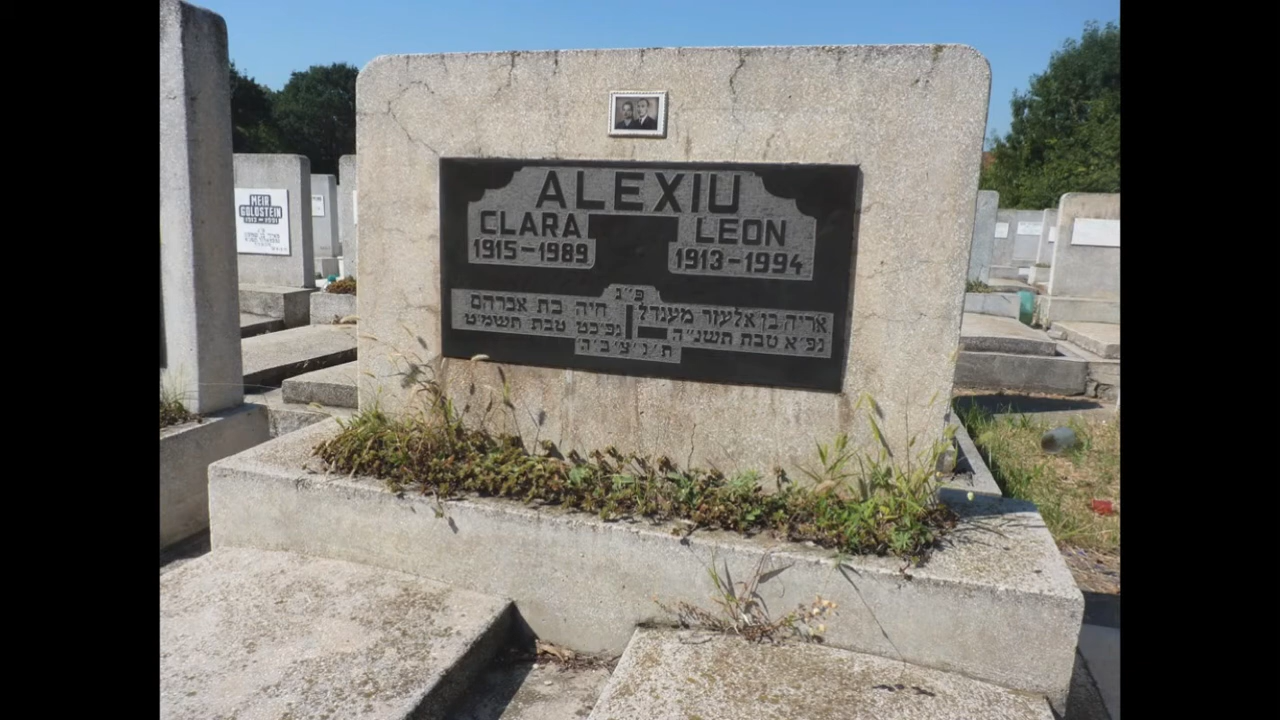 ALEXIU
CLARA LEON
1915-1989 1913-1994
פ״נ
אריה בן אלעזר מענדל חיה בת אברהם
נפ׳א טבת תשנ״ה נפ׳כט טבת תשמ״ט
ת׳נ׳צ׳ב׳ה׳
MEIR
GOLDSTEIN